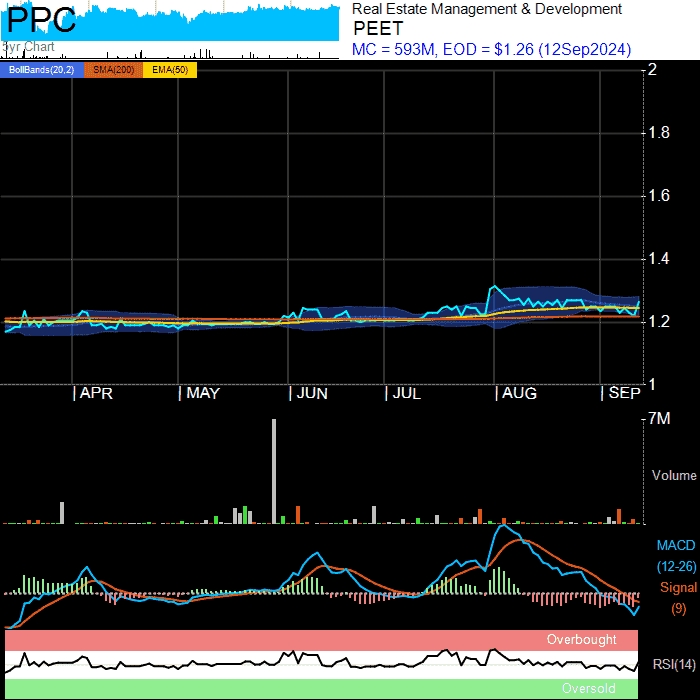 PPC
5yr Chart
Real Estate Management & Development
PEET
MC = 593M, EOD = $1.26 (12Sep2024)
BollBands(20,2) SMA(200) EMA(50)
2
1.8
1.6
1.4
1.2
1
APR MAY JUN JUL AUG SEP
7M
Volume
MACD
(12-26)
Signal
(9)
Overbought
RSI(14)
Oversold